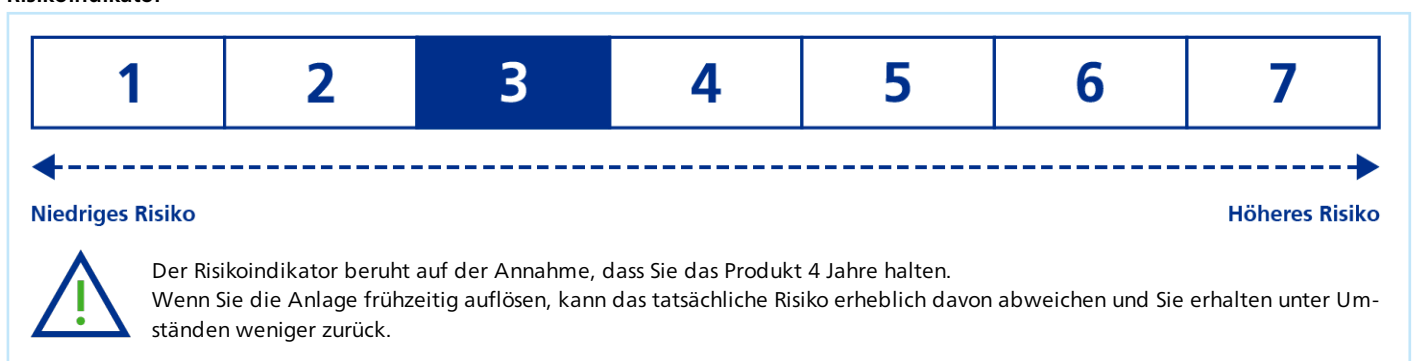 Risikoindikator
1 2 3 4 5 6 7
Niedriges Risiko Höheres Risiko
Der Risikoindikator beruht auf der Annahme, dass Sie das Produkt 4 Jahre halten.
Wenn Sie die Anlage frühzeitig auflösen, kann das tatsächliche Risiko erheblich davon abweichen und Sie erhalten unter Um-
ständen weniger zurück.